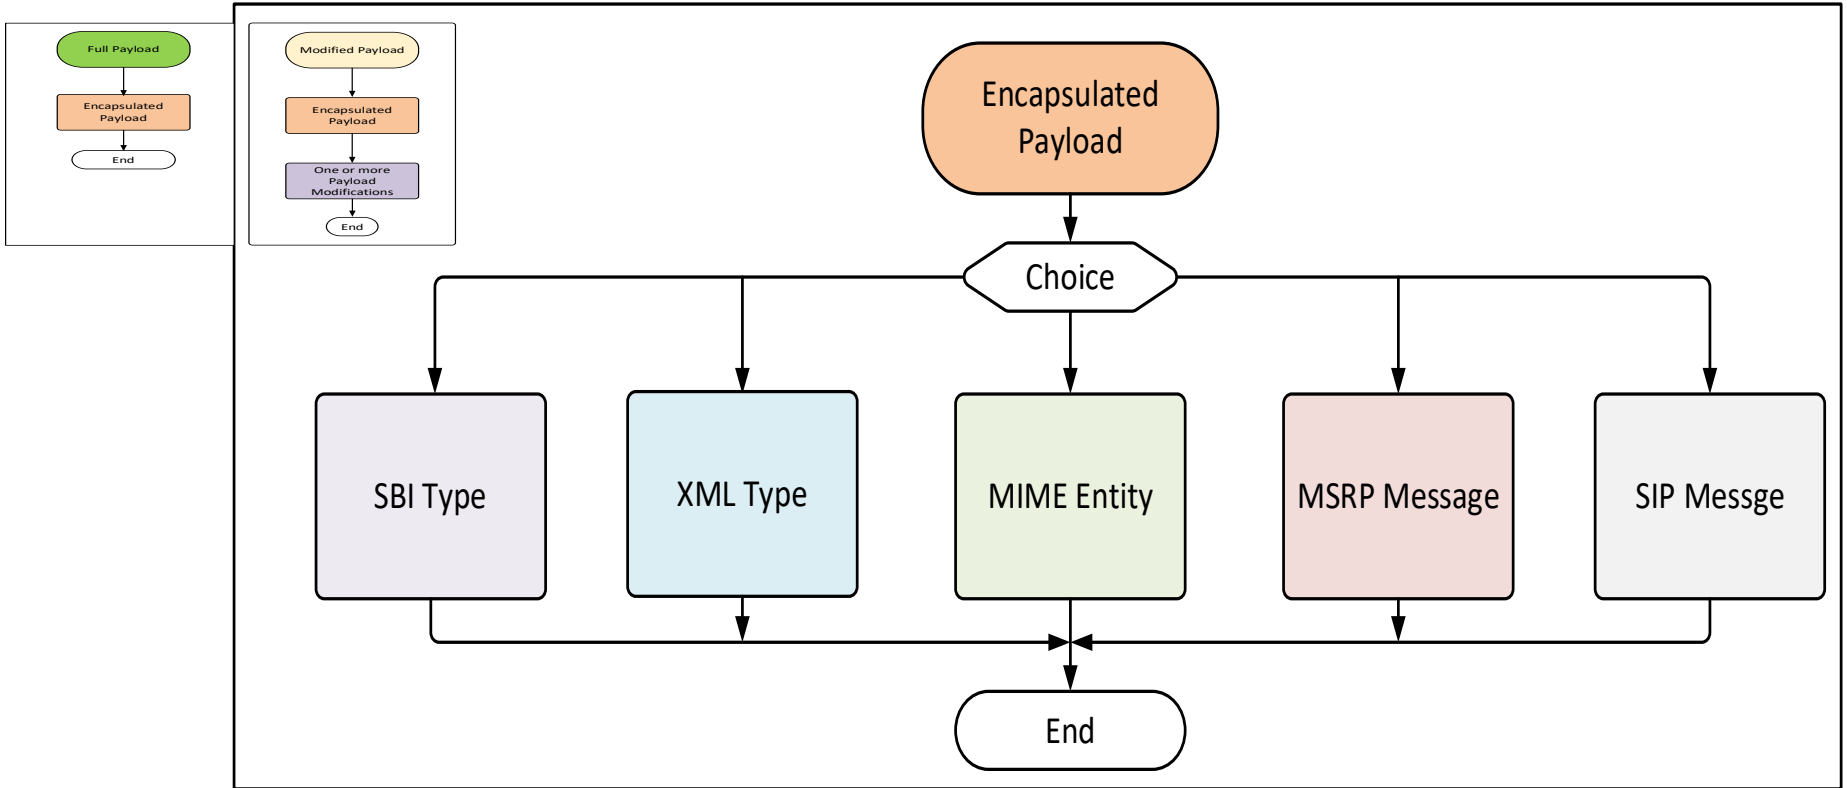 Full Payload
Encapsulated
Payload
End
Modified Payload
Encapsulated
Payload
One or more
Payload
Modifications
End
Encapsulated
Payload
Choice
SBI Type
XML Type
MIME Entity
MSRP Message
SIP Messge
End